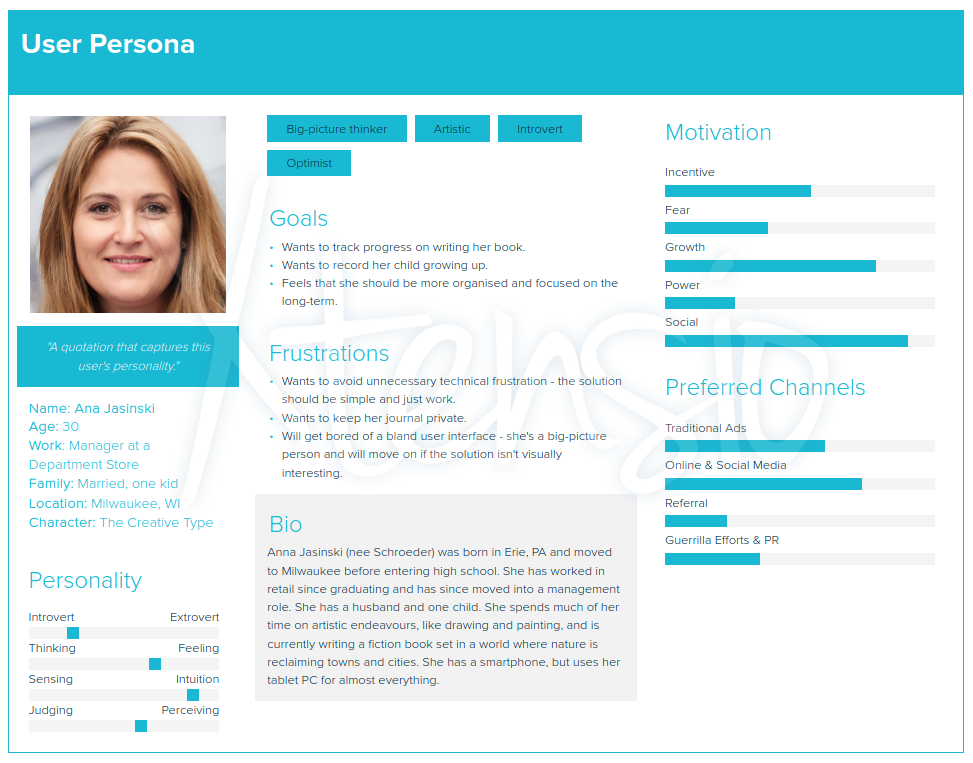 User Persona
"A quotation that captures this
user's personality."
Name: Ana Jasinski
Age: 30
Work: Manager at a
Department Store
Family: Married, one kid
Location: Milwaukee, WI
Character: The Creative Type
Personality
Introvert Extrovert
Thinking Feeling
Sensing Intuition
Judging Perceiving
Big-picture thinker Artistic Introvert
Optimist
Goals
• Wants to track progress on writing her book.
• Wants to record her child growing up.
• Feels that she should be more organised and focused on the
long-term.
Frustrations
• Wants to avoid unnecessary technical frustration - the solution
should be simple and just work.
• Wants to keep her journal private.
• Will get bored of a bland user interface - she's a big-picture
person and will move on if the solution isn't visually
interesting.
Bio
Anna Jasinski (nee Schroeder) was born in Erie, PA and moved
to Milwaukee before entering high school. She has worked in
retail since graduating and has since moved into a management
role. She has a husband and one child. She spends much of her
time on artistic endeavours, like drawing and painting, and is
currently writing a fiction book set in a world where nature is
reclaiming towns and cities. She has a smartphone, but uses her
tablet PC for almost everything.
Motivation
Incentive
Fear
Growth
Power
Social
Preferred Channels
Traditional Ads
Online & Social Media
Referral
Guerrilla Efforts & PR
Xtensio